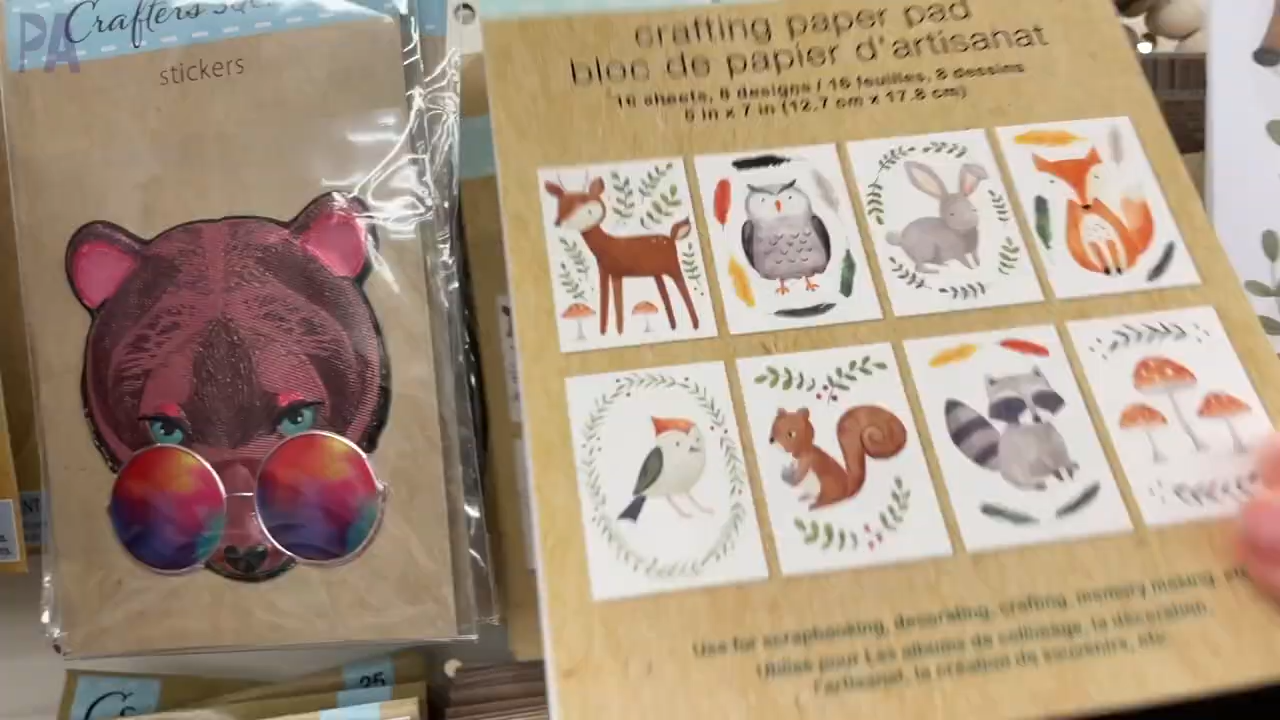 PA
Crafters
stickers
crafting paper pad
bloc de papier d'artisanat
16 sheets, 8 designs / 16 feuilles, 8 dessins
5 in x 7 in (12.7 cm x 17.8 cm)
Use for scrapbooking, decorating, crafting, memory making, etc.
Utilisé pour Les albums de collimage, la décoration,
l'artisanat, la création de souvenirs, etc.
25